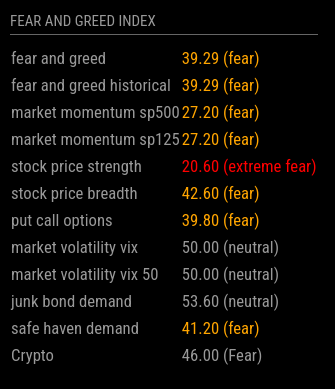 FEAR AND GREED INDEX
fear and greed 39.29 (fear)
fear and greed historical 39.29 (fear)
market momentum sp500 27.20 (fear)
market momentum sp125 27.20 (fear)
stock price strength 20.60 (extreme fear)
stock price breadth 42.60 (fear)
put call options 39.80 (fear)
market volatility vix 50.00 (neutral)
market volatility vix 50 50.00 (neutral)
junk bond demand 53.60 (neutral)
safe haven demand 41.20 (fear)
Crypto 46.00 (Fear)